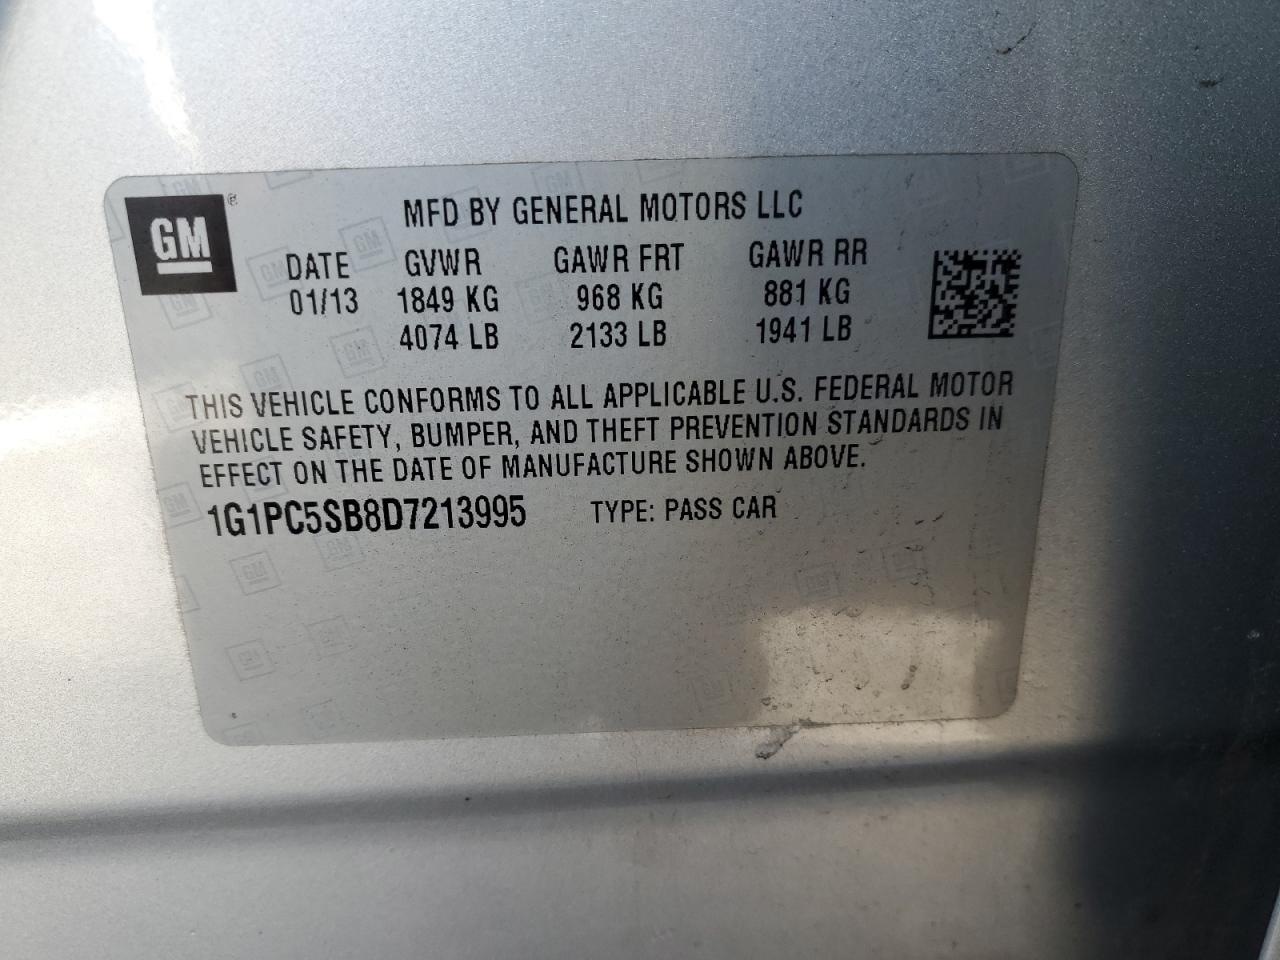 GM ®
MFD BY GENERAL MOTORS LLC
DATE GVWR GAWR FRT GAWR RR
01/13 1849 KG 968 KG 881 KG
4074 LB 2133 LB 1941 LB
THIS VEHICLE CONFORMS TO ALL APPLICABLE U.S. FEDERAL MOTOR
VEHICLE SAFETY, BUMPER, AND THEFT PREVENTION STANDARDS IN
EFFECT ON THE DATE OF MANUFACTURE SHOWN ABOVE.
1G1PC5SB8D7213995 TYPE: PASS CAR